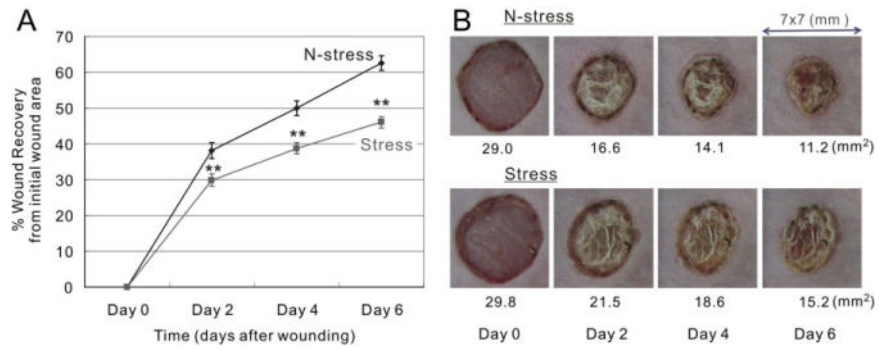 A
% Wound Recovery
from initial wound area
70
60
50
40
30
20
10
0
N-stress
**
**
**
Stress
Day 0 Day 2 Day 4 Day 6
Time (days after wounding)
B
N-stress
7x7 (mm)
29.0 16.6 14.1 11.2 (mm²)
Stress
29.8 21.5 18.6 15.2 (mm²)
Day 0 Day 2 Day 4 Day 6